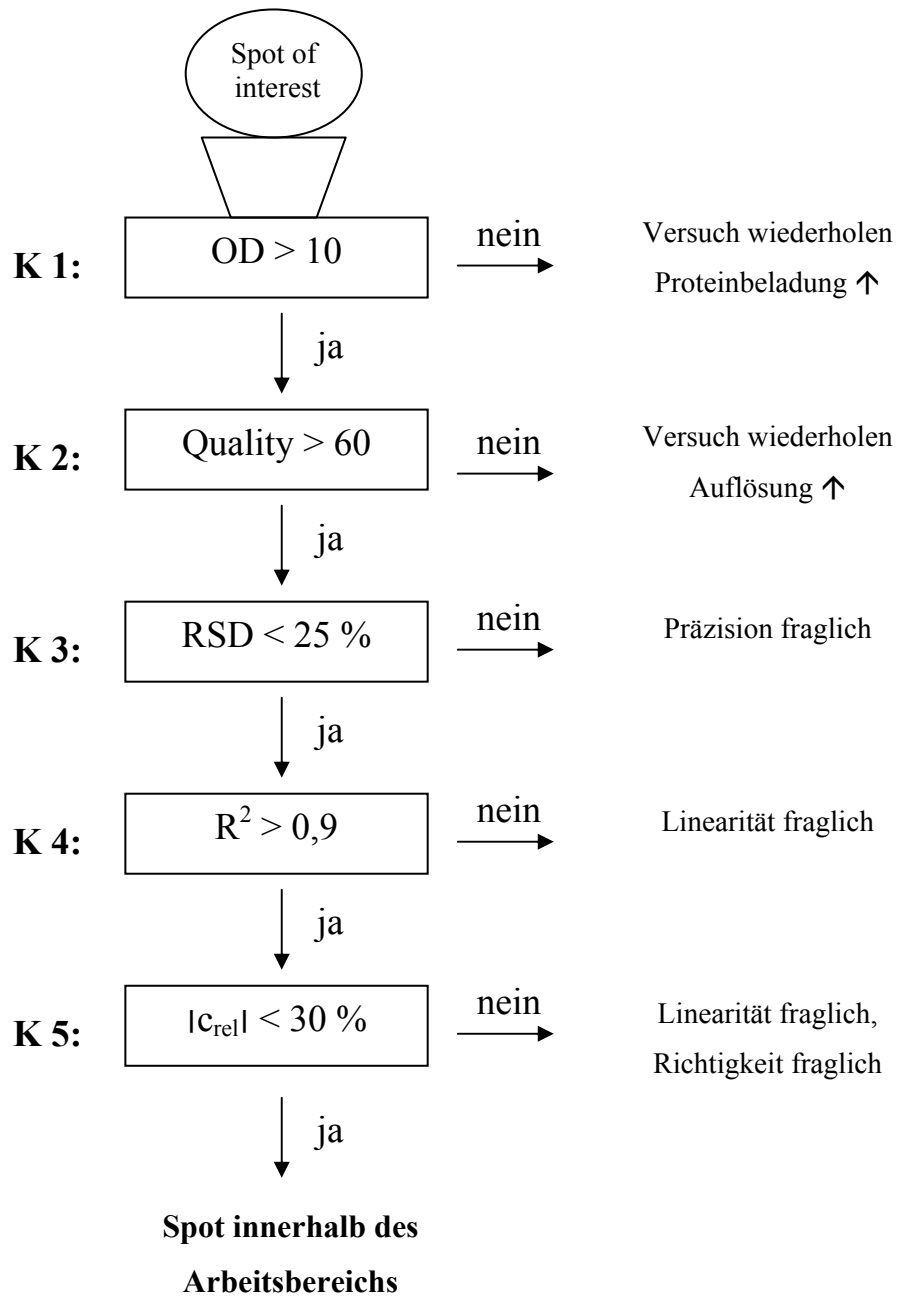 Spot of
interest
K 1:
OD > 10
nein
Versuch wiederholen
Proteinbeladung ↑
ja
K 2:
Quality > 60
nein
Versuch wiederholen
Auflösung ↑
ja
K 3:
RSD < 25 %
nein
Präzision fraglich
ja
K 4:
R² > 0,9
nein
Linearität fraglich
ja
K 5:
|c_rel| < 30 %
nein
Linearität fraglich,
Richtigkeit fraglich
ja
Spot innerhalb des
Arbeitsbereichs